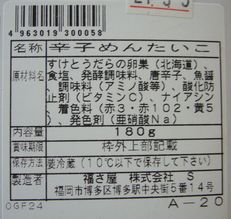 4 963019 300058
名称 辛子めんたいこ
原材料名 すけとうだらの卵巣(北海道)、
食塩、発酵調味料、唐辛子、魚醤、
調味料(アミノ酸等)、酸化防
止剤(ビタミンC)、ナイアシン
、着色料(赤3・赤102・黄5
)、発色剤(亜硝酸Na)
内容量 180g
賞味期限 枠外上部記載
保存方法 要冷蔵(10℃以下で保存して下さい)
製造者 福さ屋 株式会社 S
福岡市博多区博多駅中央街5番14号
OGF24 A-20